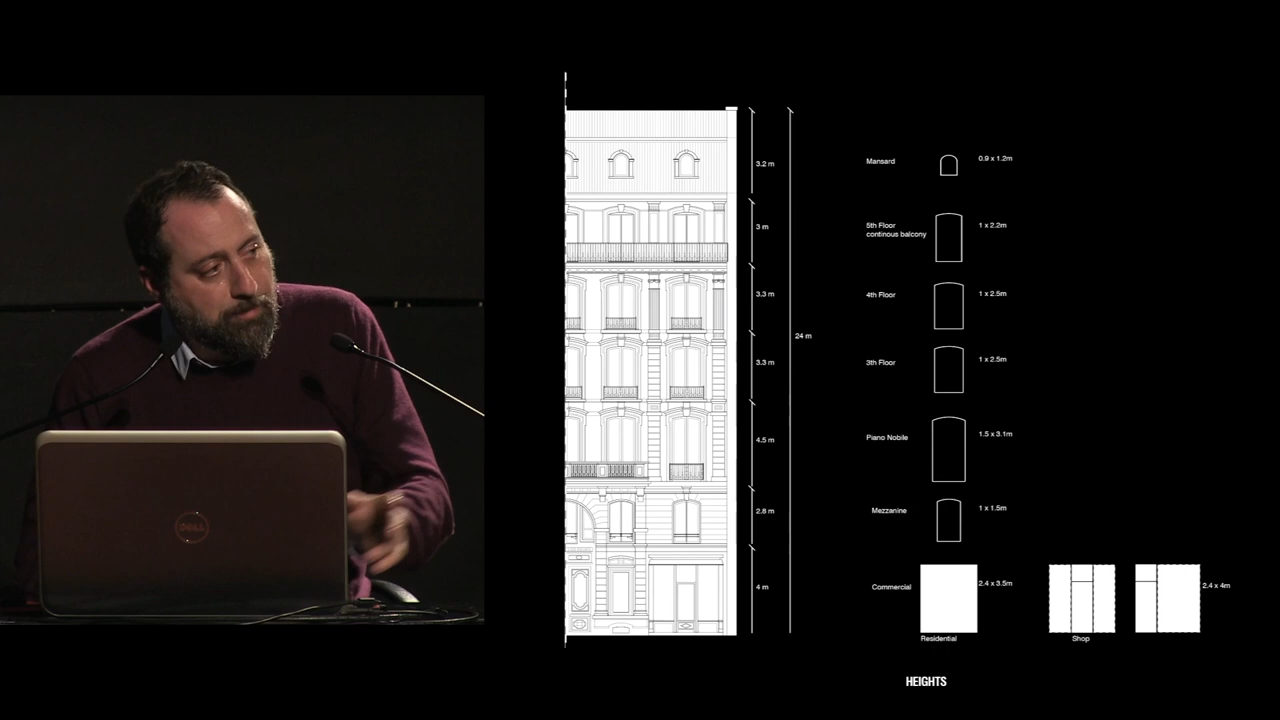 3.2 m
3 m
3.3 m
3.3 m
4.5 m
2.8 m
4 m
24 m
Mansard
0.9 x 1.2m
5th Floor
continous balcony
1 x 2.2m
4th Floor
1 x 2.5m
3th Floor
1 x 2.5m
Piano Nobile
1.5 x 3.1m
Mezzanine
1 x 1.5m
Commercial
2.4 x 3.5m
2.4 x 4m
Residential
Shop
HEIGHTS
DELL